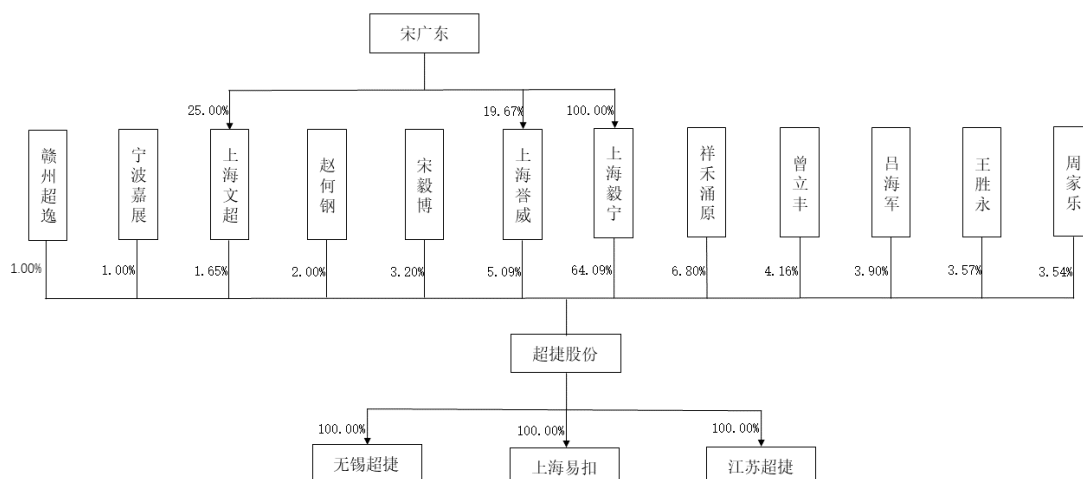 宋广东
25.00%
19.67%
100.00%
赣州超逸
宁波嘉展
上海文超
赵何钢
宋毅博
上海誉威
上海毅宁
祥禾涌原
曾立丰
吕海军
王胜永
周家乐
1.00%
1.00%
1.65%
2.00%
3.20%
5.09%
64.09%
6.80%
4.16%
3.90%
3.57%
3.54%
超捷股份
100.00%
100.00%
100.00%
无锡超捷
上海易扣
江苏超捷